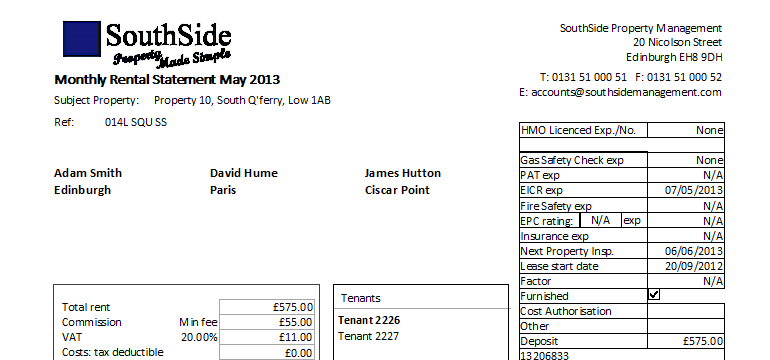 SouthSide
Property Made Simple
SouthSide Property Management
20 Nicolson Street
Edinburgh EH8 9DH
T: 0131 51 000 51 F: 0131 51 000 52
E: accounts@southsidemanagement.com
Monthly Rental Statement May 2013
Subject Property: Property 10, South Q'ferry, Low 1AB
Ref: 014L SQU SS
Adam Smith David Hume James Hutton
Edinburgh Paris Ciscar Point
HMO Licenced Exp./No. None
Gas Safety Check exp None
PAT exp N/A
EICR exp 07/05/2013
Fire Safety exp N/A
EPC rating: N/A exp N/A
Insurance exp N/A
Next Property Insp. 06/06/2013
Lease start date 20/09/2012
Factor N/A
Furnished
Cost Authorisation
Other
Deposit £575.00
13206833
Total rent £575.00
Commission Min fee £55.00
VAT 20.00% £11.00
Costs: tax deductible £0.00
Tenants
Tenant 2226
Tenant 2227